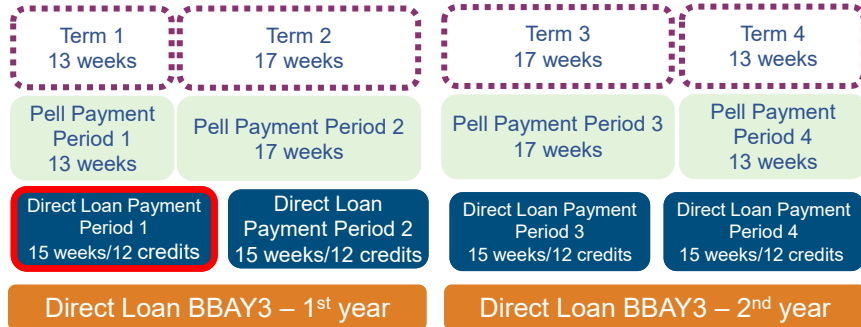 Term 1
13 weeks
Term 2
17 weeks
Term 3
17 weeks
Term 4
13 weeks
Pell Payment
Period 1
13 weeks
Pell Payment Period 2
17 weeks
Pell Payment Period 3
17 weeks
Pell Payment
Period 4
13 weeks
Direct Loan Payment
Period 1
15 weeks/12 credits
Direct Loan
Payment Period 2
15 weeks/12 credits
Direct Loan Payment
Period 3
15 weeks/12 credits
Direct Loan Payment
Period 4
15 weeks/12 credits
Direct Loan BBAY3 – 1st year
Direct Loan BBAY3 – 2nd year